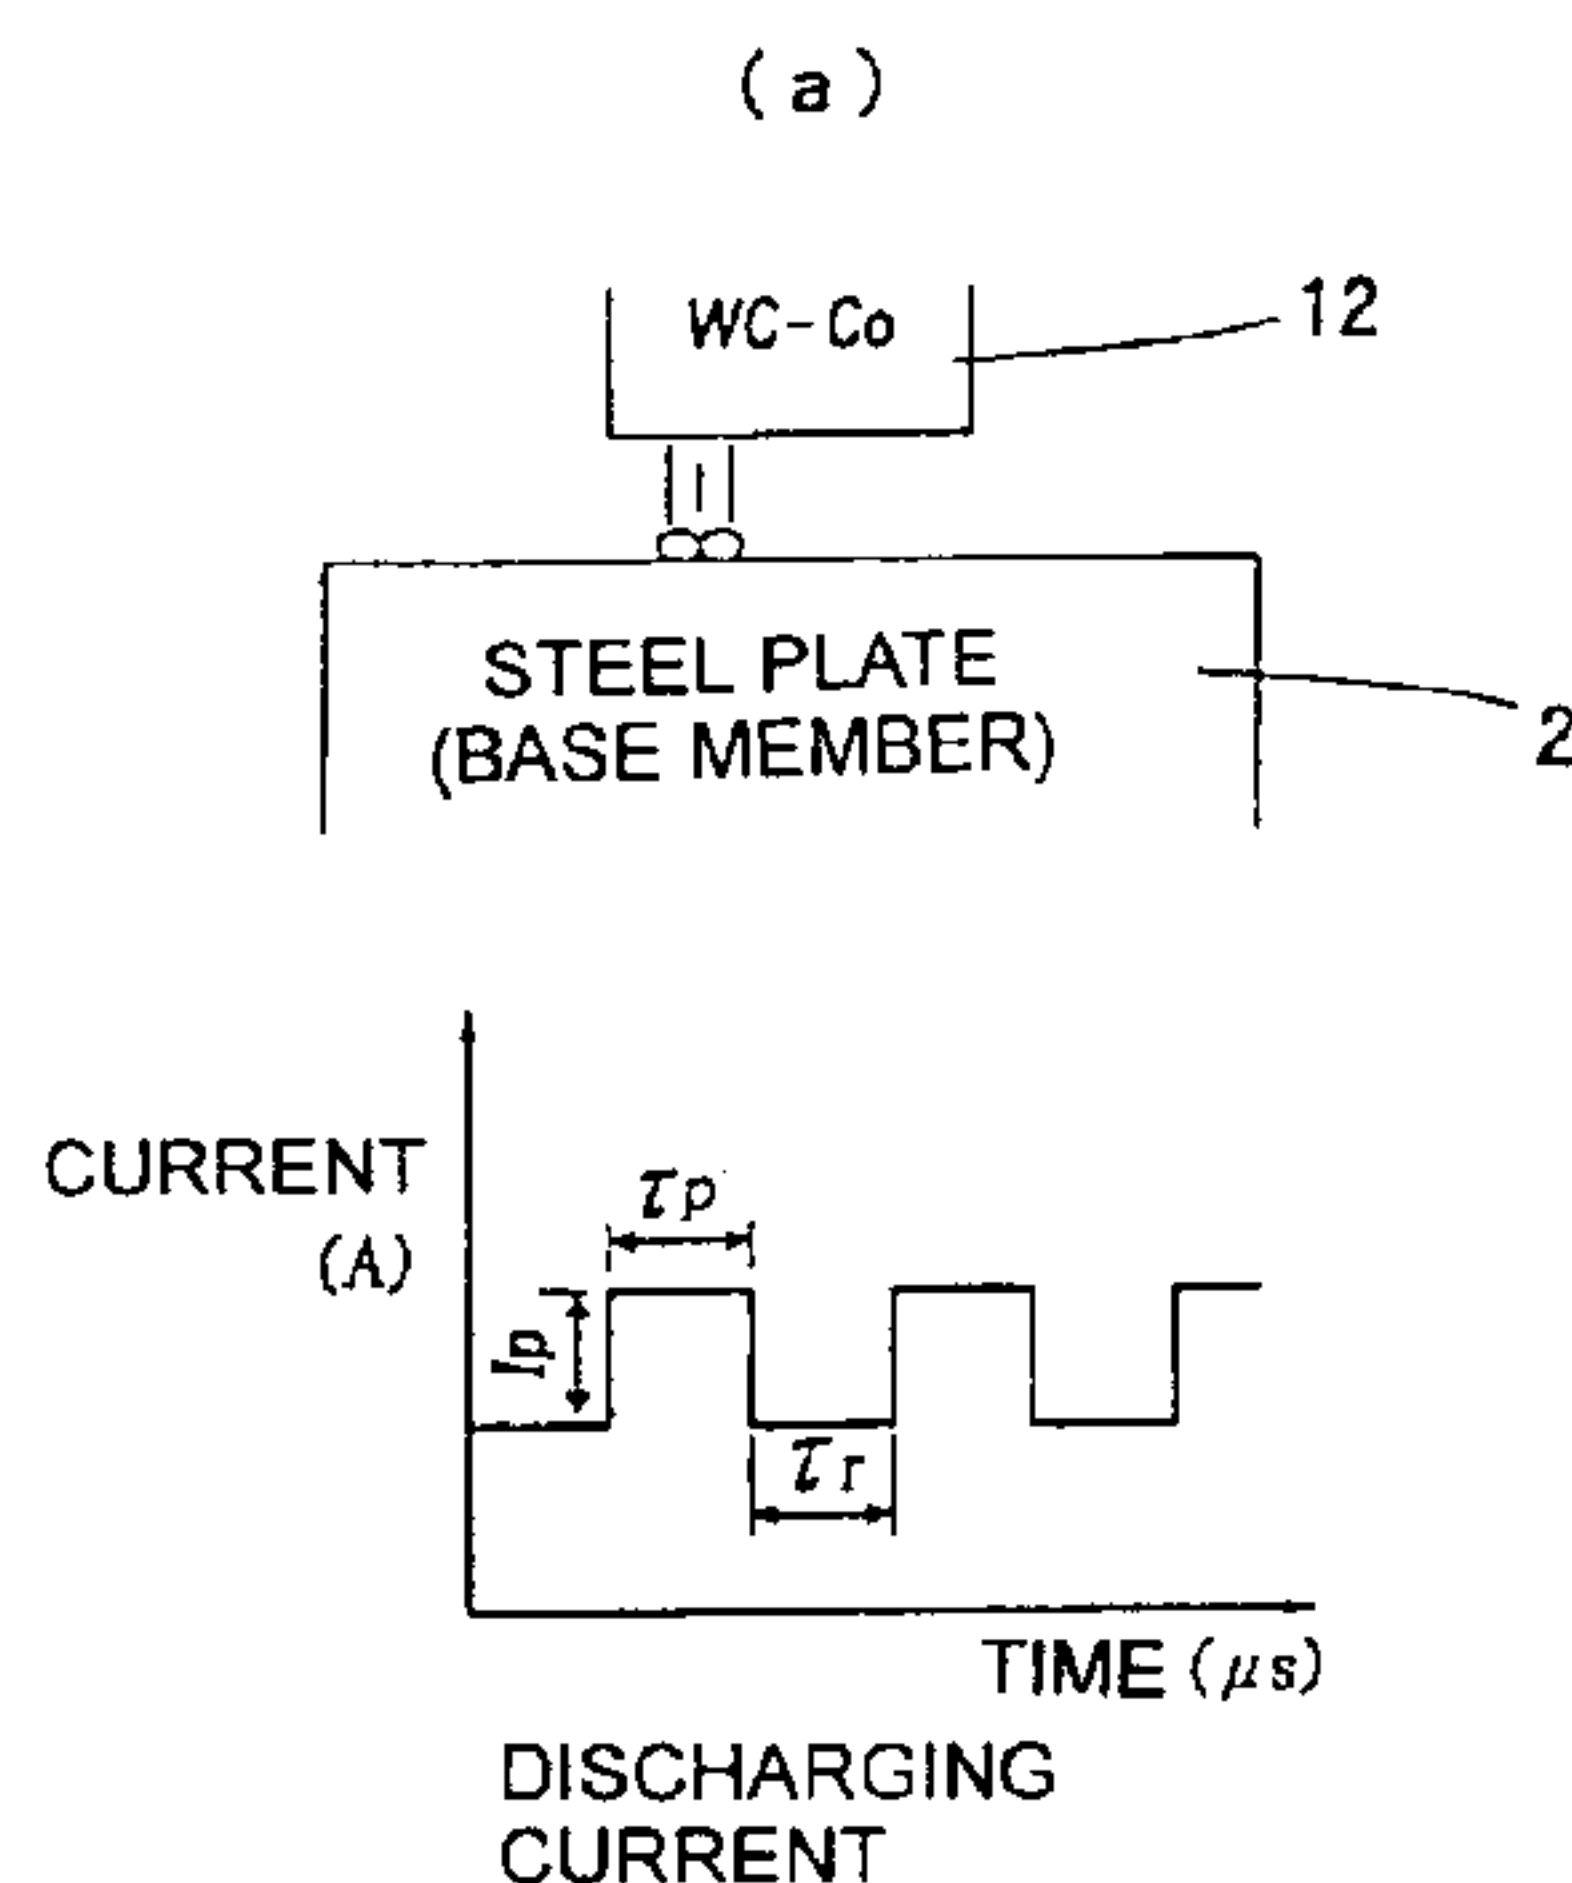 (a)
WC-Co
12
STEEL PLATE
(BASE MEMBER)
2
CURRENT
(A)
τp
Ip
τr
TIME (μs)
DISCHARGING
CURRENT